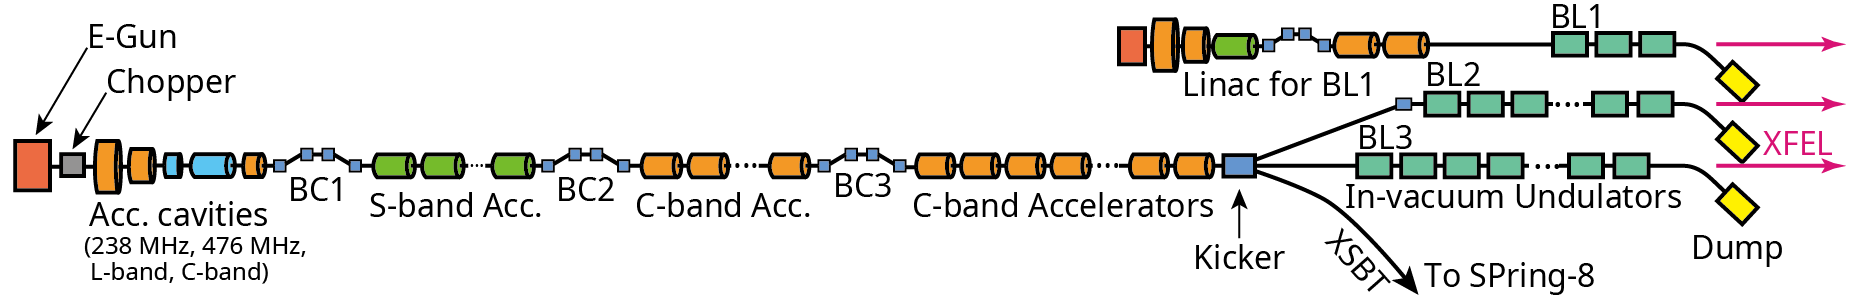 E-Gun
Chopper
Acc. cavities
(238 MHz, 476 MHz,
L-band, C-band)
BC1
S-band Acc.
BC2
C-band Acc.
BC3
C-band Accelerators
Kicker
Linac for BL1
BL1
BL2
BL3
XFEL
In-vacuum Undulators
Dump
XSBT
To SPring-8